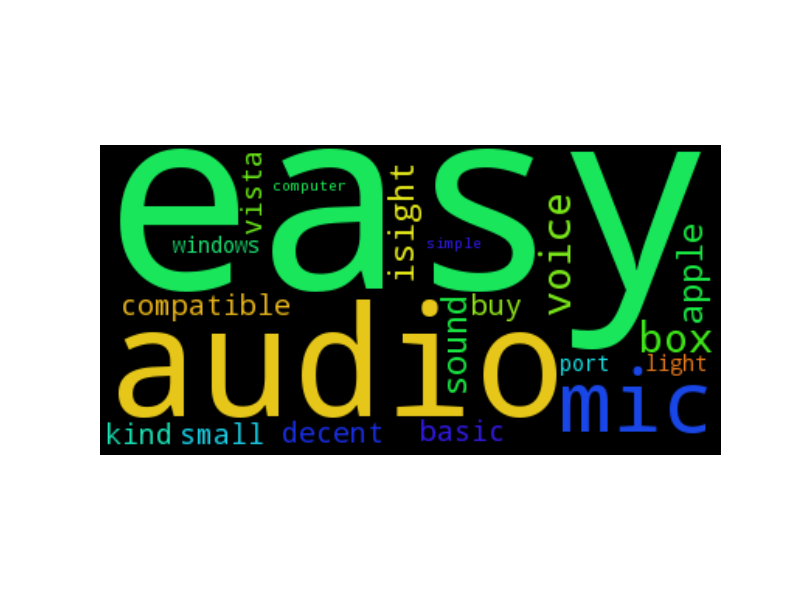 easy
vista
computer
isight
windows
simple
voice
apple
compatible
audio
sound
buy
box
port
light
mic
kind
small
decent
basic